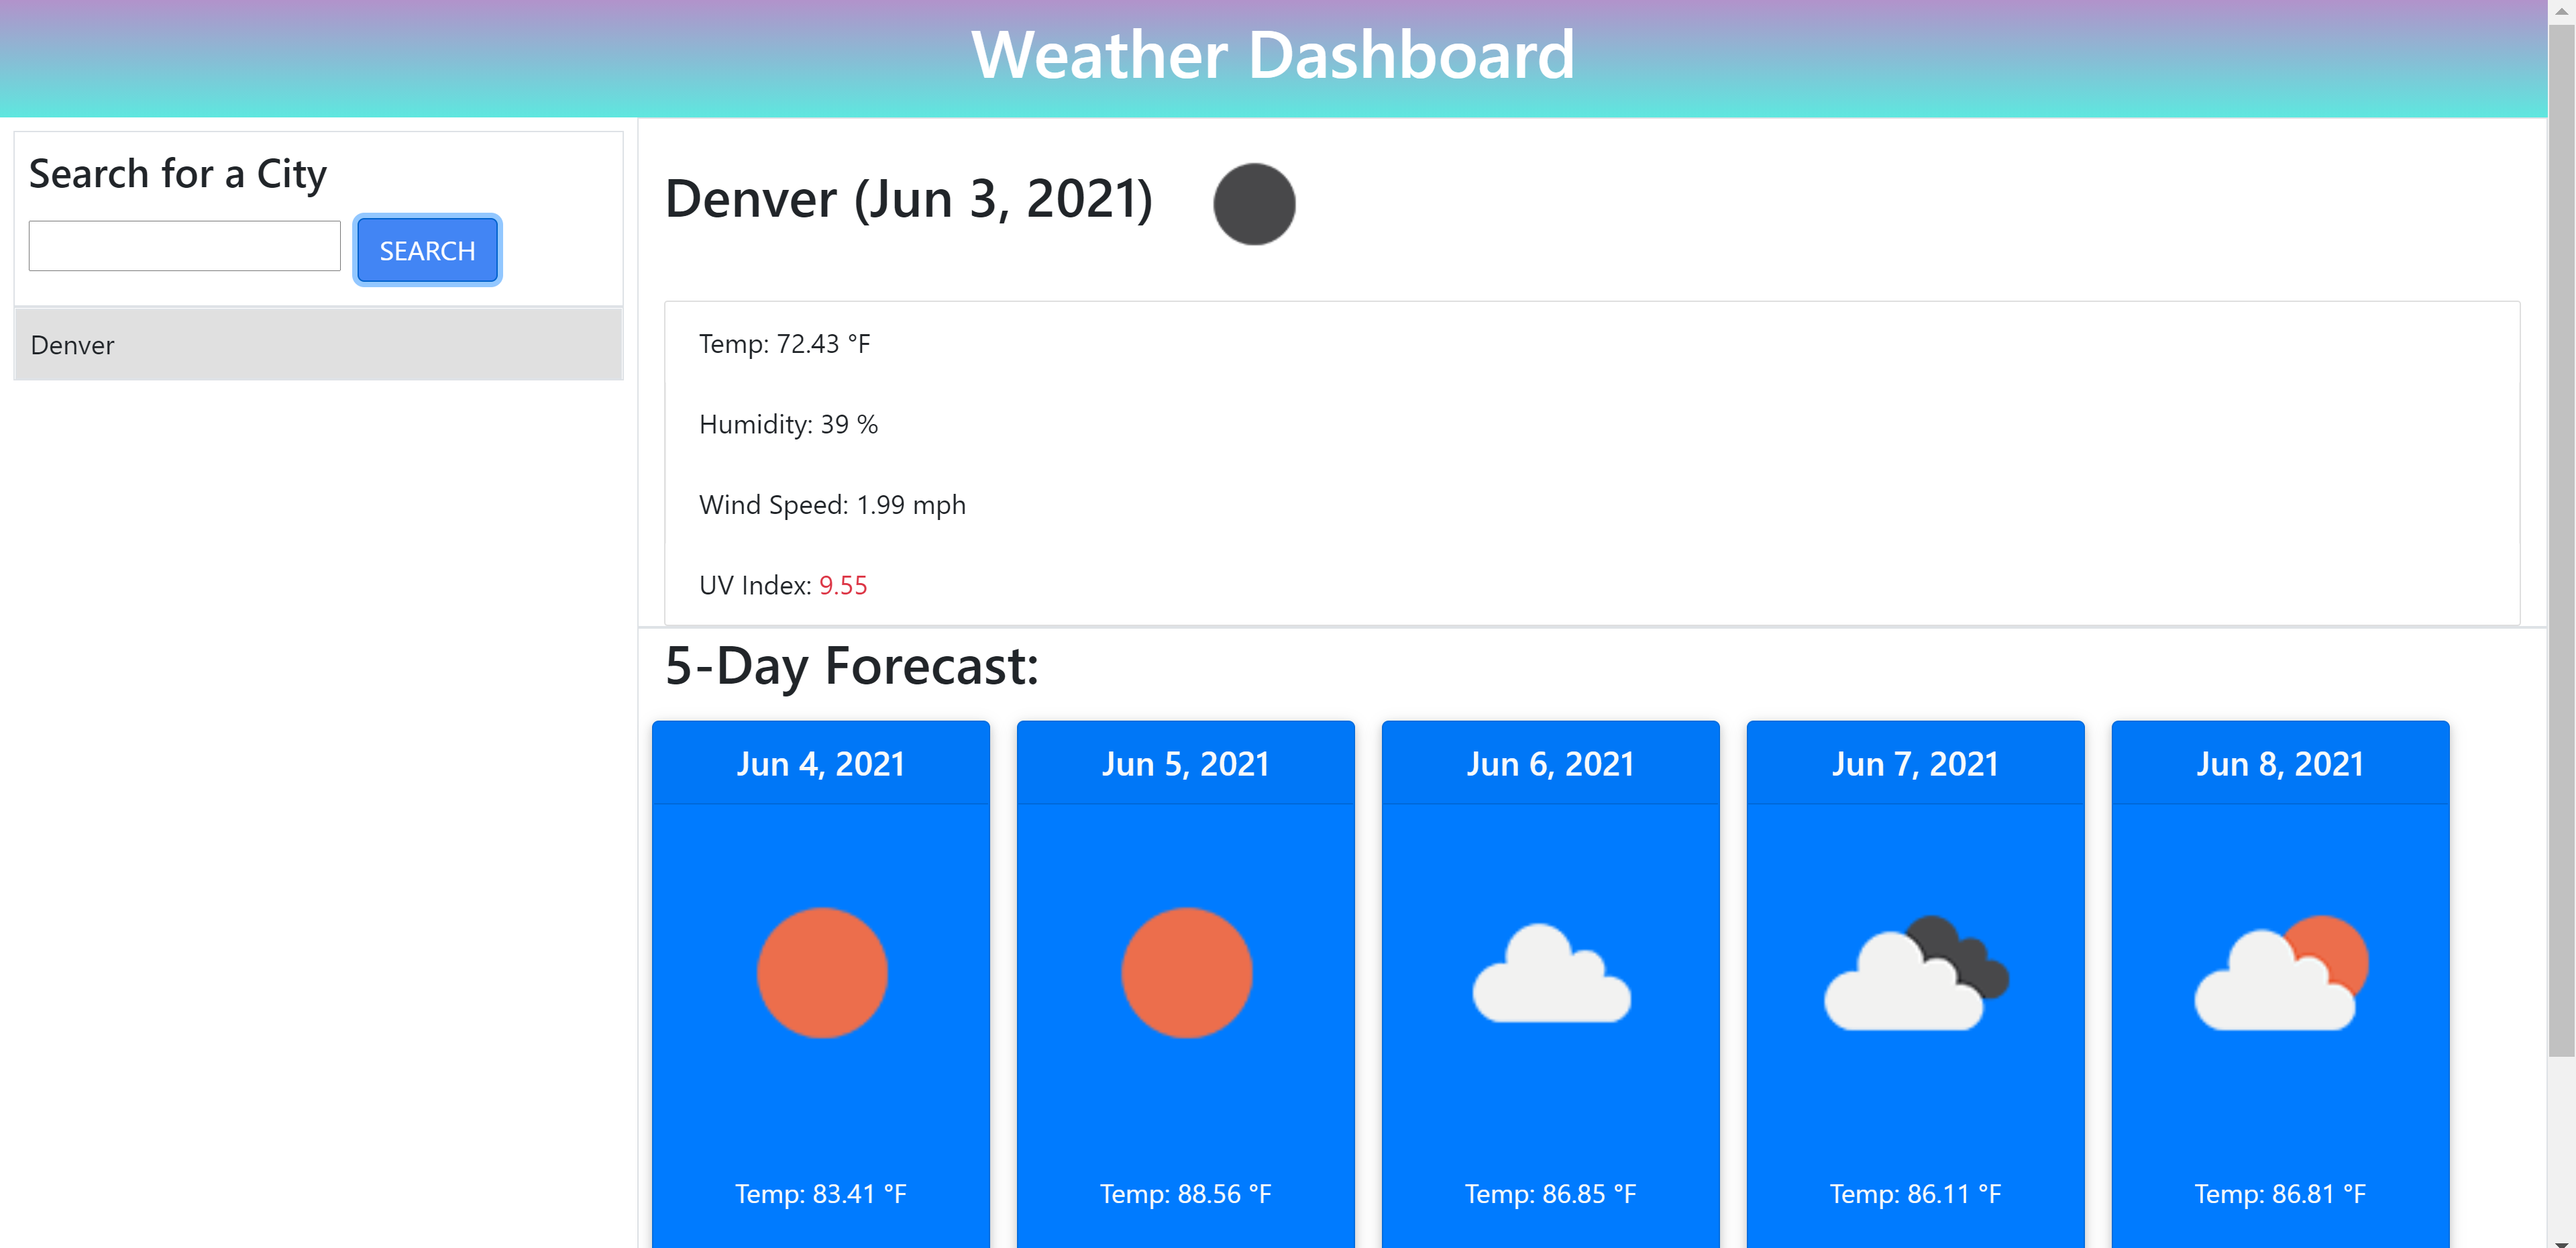 Weather Dashboard
Search for a City
SEARCH
Denver
Denver (Jun 3, 2021)
Temp: 72.43 °F
Humidity: 39 %
Wind Speed: 1.99 mph
UV Index: 9.55
5-Day Forecast:
Jun 4, 2021
Temp: 83.41 °F
Jun 5, 2021
Temp: 88.56 °F
Jun 6, 2021
Temp: 86.85 °F
Jun 7, 2021
Temp: 86.11 °F
Jun 8, 2021
Temp: 86.81 °F